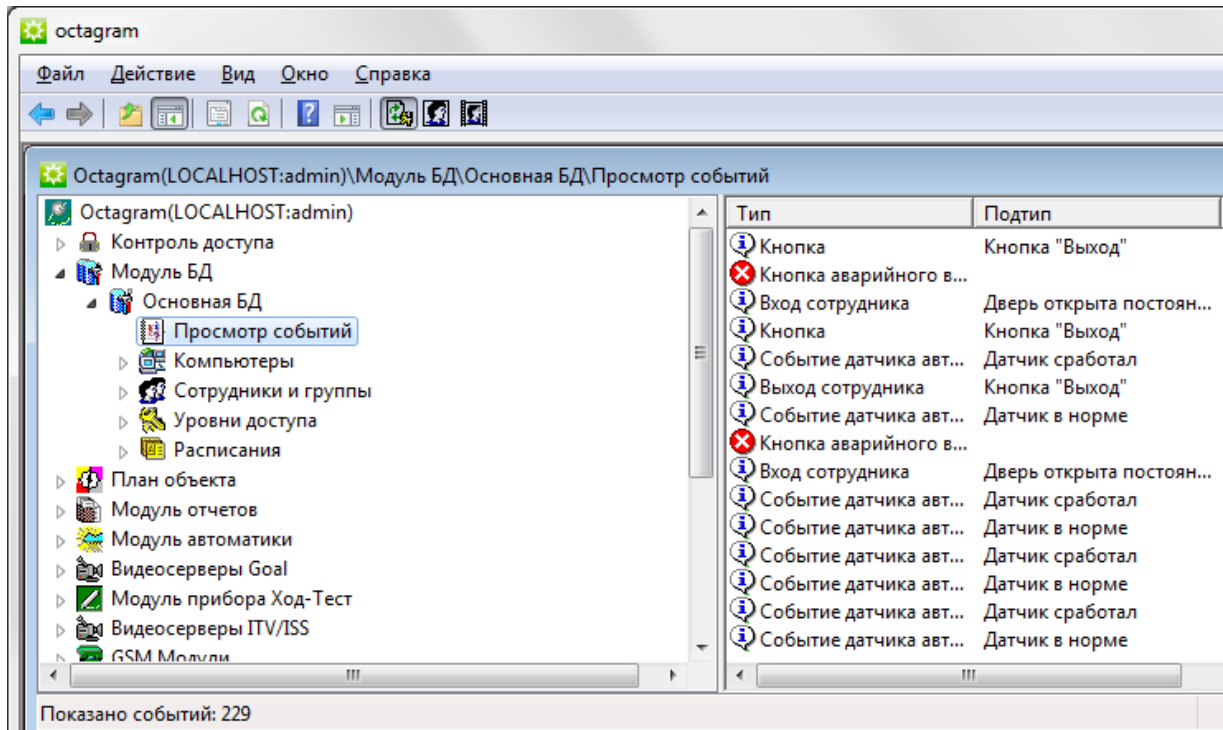 octagram
Файл Действие Вид Окно Справка
Octagram(LOCALHOST:admin)\Модуль БД\Основная БД\Просмотр событий
Octagram(LOCALHOST:admin)
Контроль доступа
Модуль БД
Основная БД
Просмотр событий
Компьютеры
Сотрудники и группы
Уровни доступа
Расписания
План объекта
Модуль отчетов
Модуль автоматики
Видеосерверы Goal
Модуль прибора Ход-Тест
Видеосерверы ITV/ISS
GSM Модули
Тип Подтип
Кнопка Кнопка "Выход"
Кнопка аварийного в...
Вход сотрудника Дверь открыта постоян...
Кнопка Кнопка "Выход"
Событие датчика авт... Датчик сработал
Выход сотрудника Кнопка "Выход"
Событие датчика авт... Датчик в норме
Кнопка аварийного в...
Вход сотрудника Дверь открыта постоян...
Событие датчика авт... Датчик сработал
Событие датчика авт... Датчик в норме
Событие датчика авт... Датчик сработал
Событие датчика авт... Датчик в норме
Событие датчика авт... Датчик сработал
Событие датчика авт... Датчик в норме
Показано событий: 229